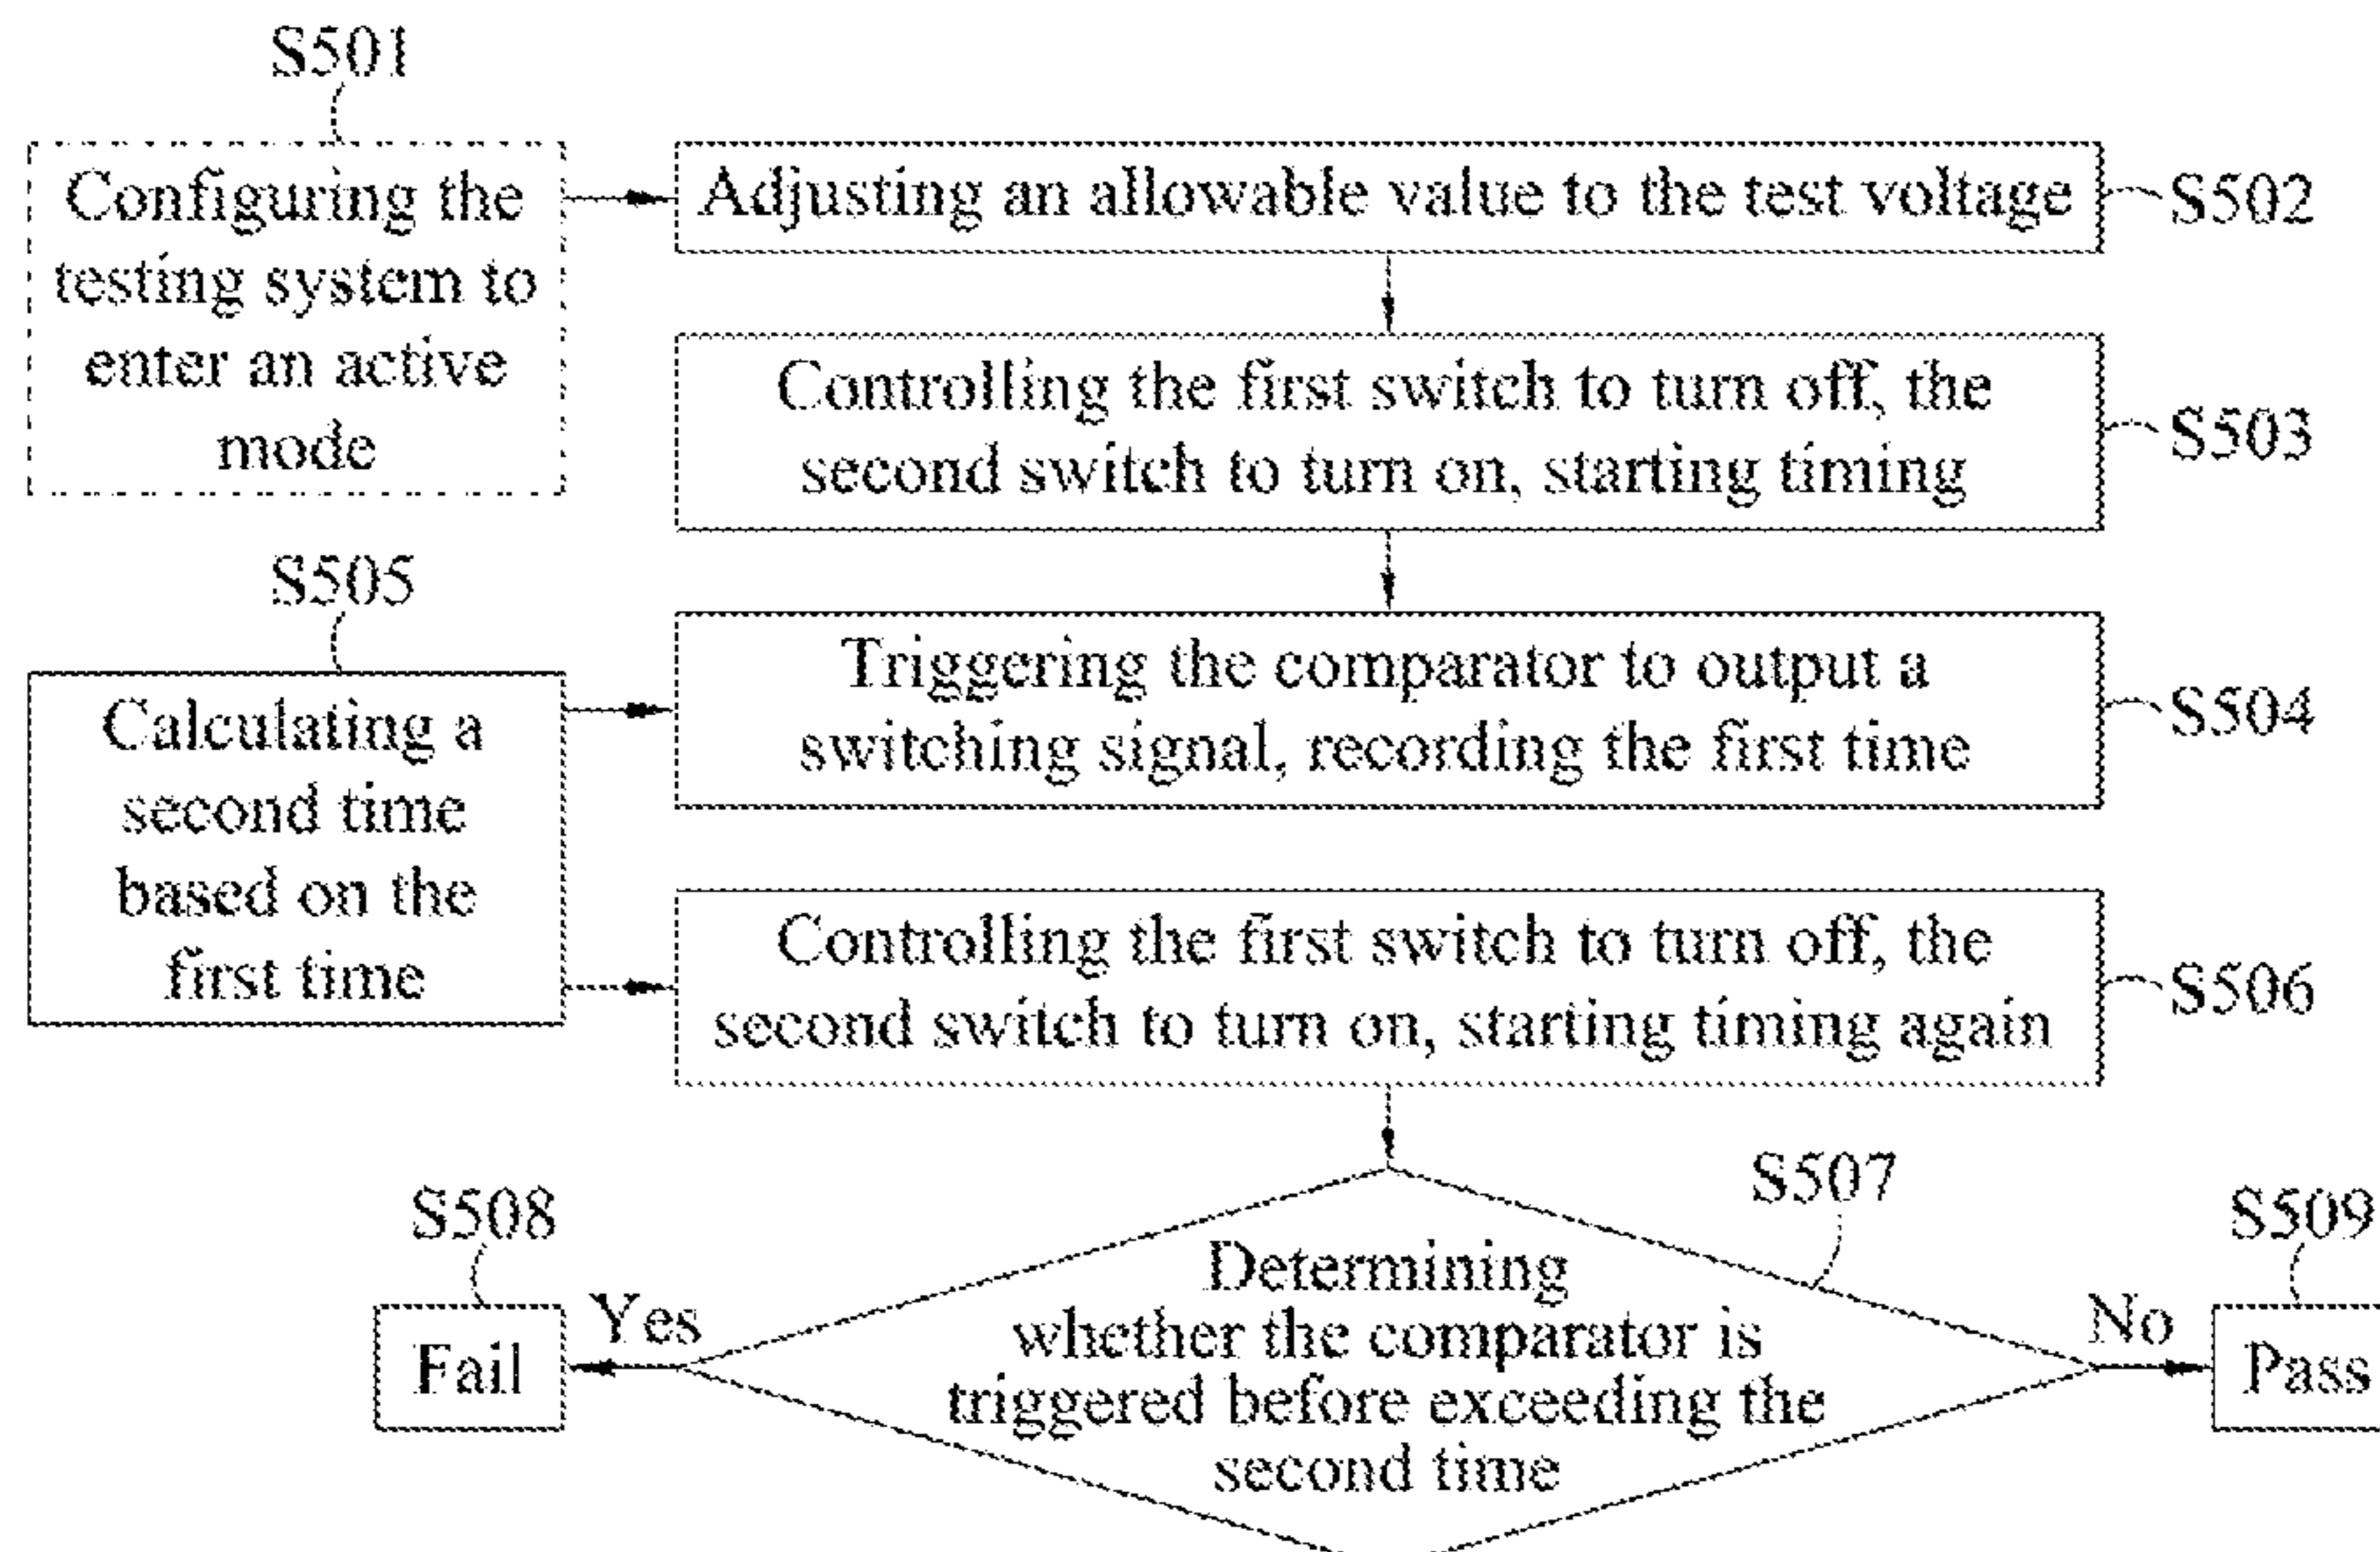 S501
Configuring the
testing system to
enter an active
mode
Adjusting an allowable value to the test voltage
S502
Controlling the first switch to turn off, the
second switch to turn on, starting timing
S503
S505
Calculating a
second time
based on the
first time
Triggering the comparator to output a
switching signal, recording the first time
S504
Controlling the first switch to turn off, the
second switch to turn on, starting timing again
S506
S507
Determining
whether the comparator is
triggered before exceeding the
second time
S508
Yes
Fail
S509
No
Pass